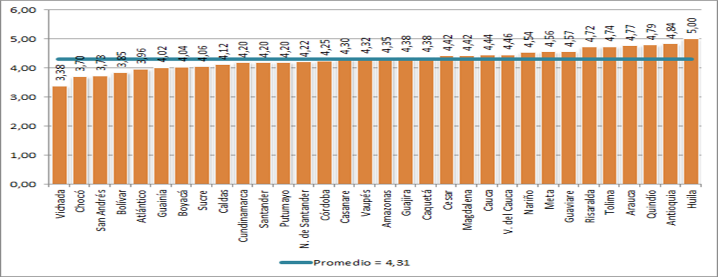 6,00
5,00
4,00
3,00
2,00
1,00
0,00
3,38
3,70
3,73
3,85
3,96
4,02
4,04
4,06
4,12
4,20
4,20
4,20
4,22
4,25
4,30
4,32
4,35
4,38
4,38
4,42
4,42
4,44
4,46
4,54
4,56
4,57
4,72
4,74
4,77
4,79
4,84
5,00
Vichada
Chocó
San Andrés
Bolívar
Atlántico
Guainía
Boyacá
Sucre
Caldas
Cundinamarca
Santander
Putumayo
N. de Santander
Córdoba
Casanare
Vaupés
Amazonas
Guajira
Caquetá
Cesar
Magdalena
Cauca
V. del Cauca
Nariño
Meta
Guaviare
Risaralda
Tolima
Arauca
Quindío
Antioquia
Huila
Promedio = 4,31